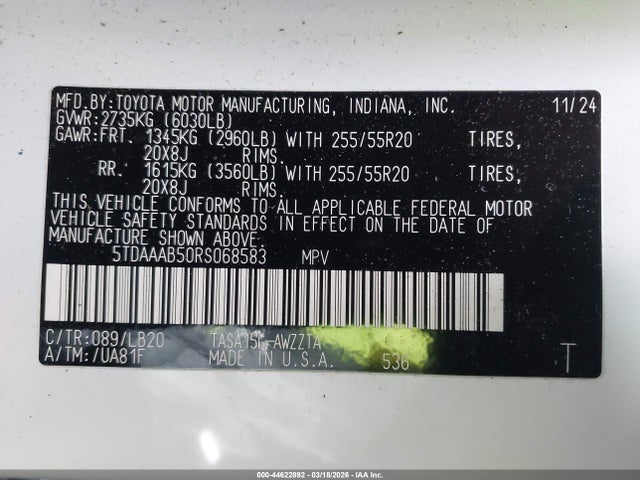 MFD.BY:TOYOTA MOTOR MANUFACTURING, INDIANA, INC. 11/24
GVWR:2735KG (6030LB)
GAWR:FRT. 1345KG (2960LB) WITH 255/55R20 TIRES,
20X8J RIMS.
RR. 1615KG (3560LB) WITH 255/55R20 TIRES,
20X8J RIMS.
THIS VEHICLE CONFORMS TO ALL APPLICABLE FEDERAL MOTOR
VEHICLE SAFETY STANDARDS IN EFFECT ON THE DATE OF
MANUFACTURE SHOWN ABOVE.
5TDAAAB50RS068583 MPV
C/TR:089/LB20 TASA15L-AWZZTA
A/TM:/UA81F MADE IN U.S.A. 536 T
000-44622892 - 03/18/2026 - IAA Inc.